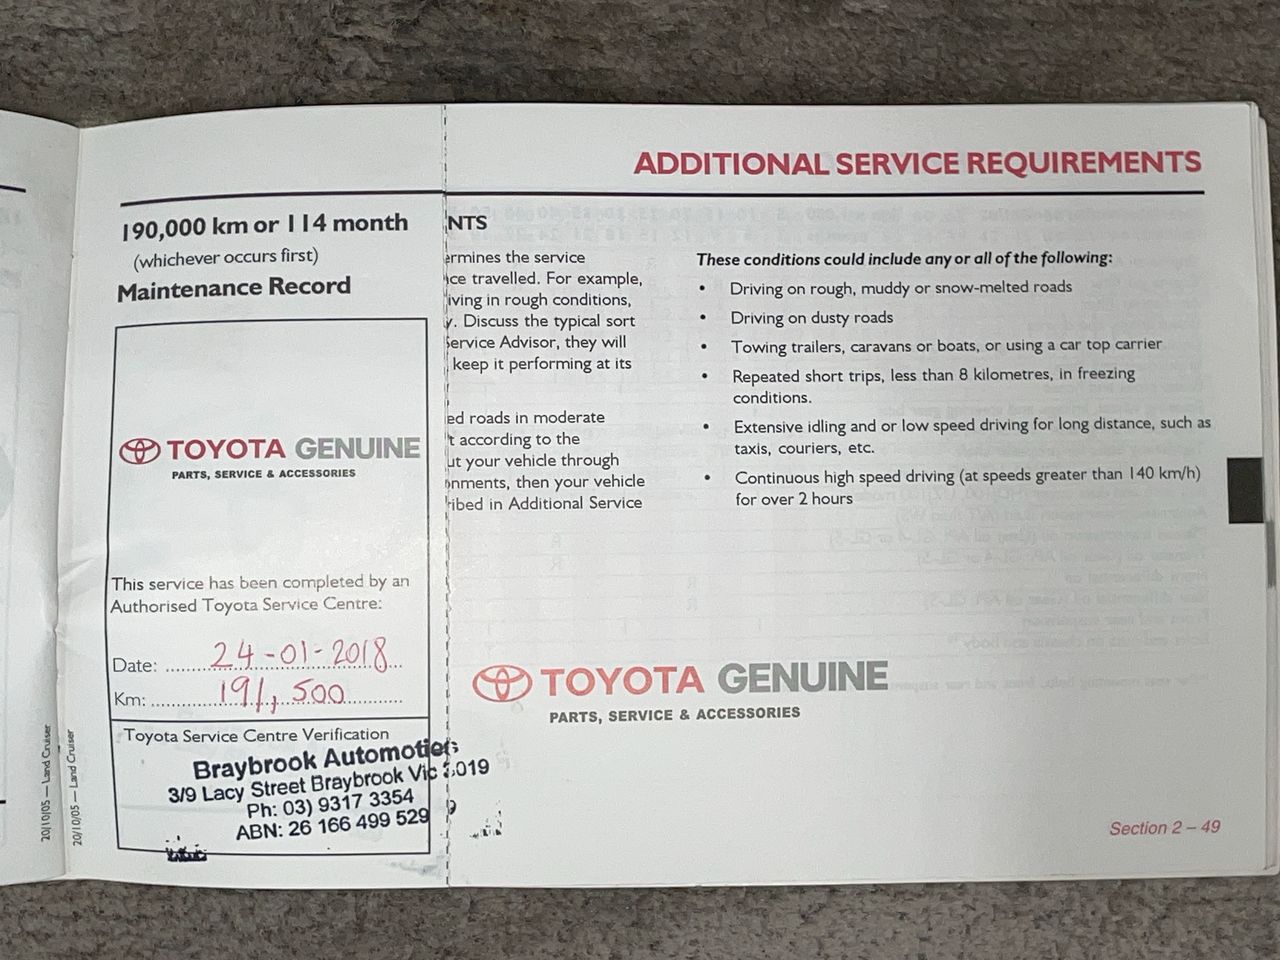 190,000 km or 114 month
(whichever occurs first)
Maintenance Record
TOYOTA GENUINE
PARTS, SERVICE & ACCESSORIES
This service has been completed by an
Authorised Toyota Service Centre:
Date: 24-01-2018
Km: 191,500
Toyota Service Centre Verification
Braybrook Automoties
3/9 Lacy Street Braybrook Vic 3019
Ph: 03) 9317 3354
ABN: 26 166 499 529
20/10/05 — Land Cruiser
20/10/05 — Land Cruiser
ADDITIONAL SERVICE REQUIREMENTS
NTS
ermines the service
ce travelled. For example,
iving in rough conditions,
y. Discuss the typical sort
Service Advisor, they will
keep it performing at its
ed roads in moderate
t according to the
ut your vehicle through
onments, then your vehicle
ribed in Additional Service
These conditions could include any or all of the following:
• Driving on rough, muddy or snow-melted roads
• Driving on dusty roads
• Towing trailers, caravans or boats, or using a car top carrier
• Repeated short trips, less than 8 kilometres, in freezing
conditions.
• Extensive idling and or low speed driving for long distance, such as
taxis, couriers, etc.
• Continuous high speed driving (at speeds greater than 140 km/h)
for over 2 hours
TOYOTA GENUINE
PARTS, SERVICE & ACCESSORIES
Section 2 – 49